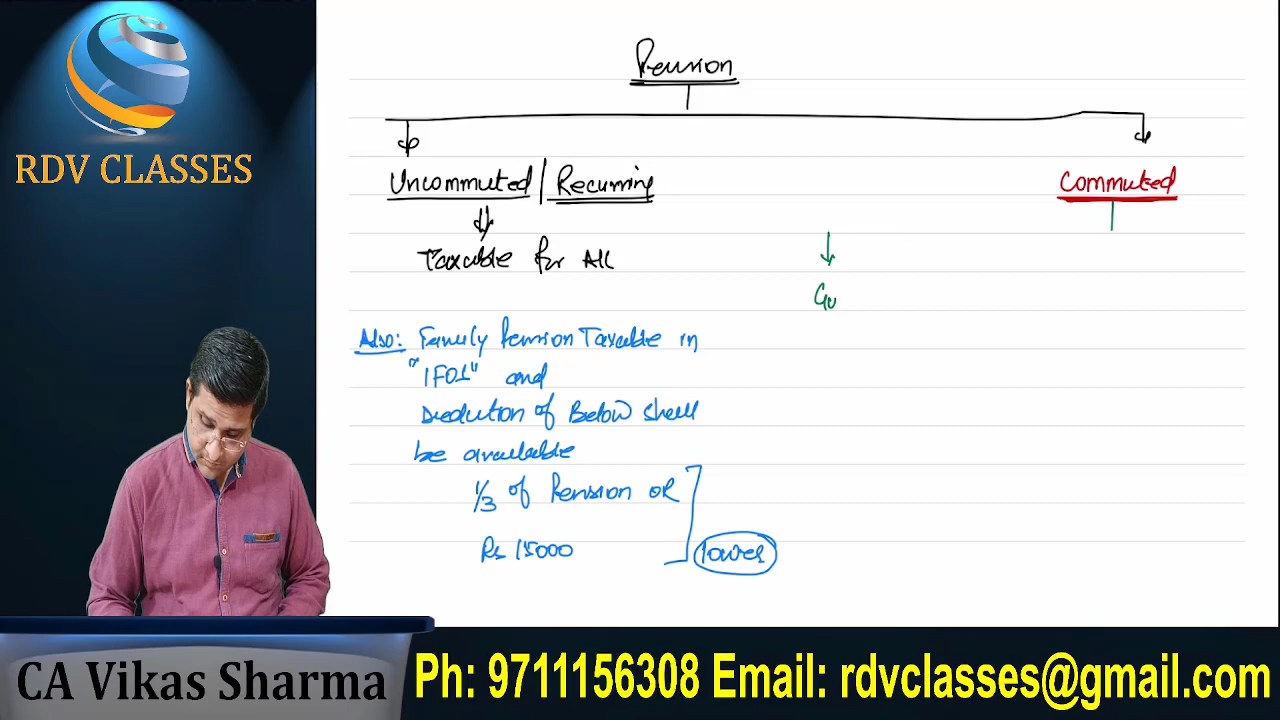 RDV CLASSES
Pension
Uncommuted / Recurring
Commuted
Taxable for All
Gov
Also: Family Pension Taxable in
"IFOS" and
Deduction of Below shall
be available
1/3 of Pension OR
Rs 15000
lower
CA Vikas Sharma
Ph: 9711156308 Email: rdvclasses@gmail.com